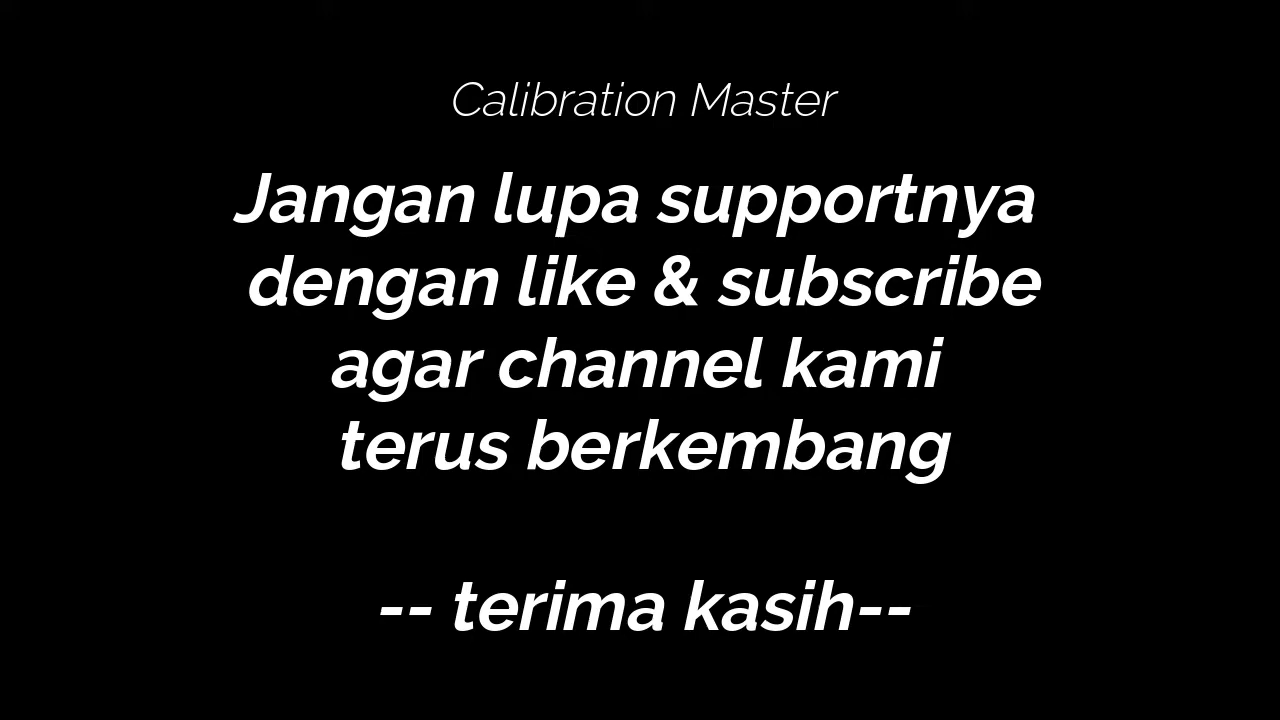 Calibration Master
Jangan lupa supportnya
dengan like & subscribe
agar channel kami
terus berkembang
-- terima kasih--